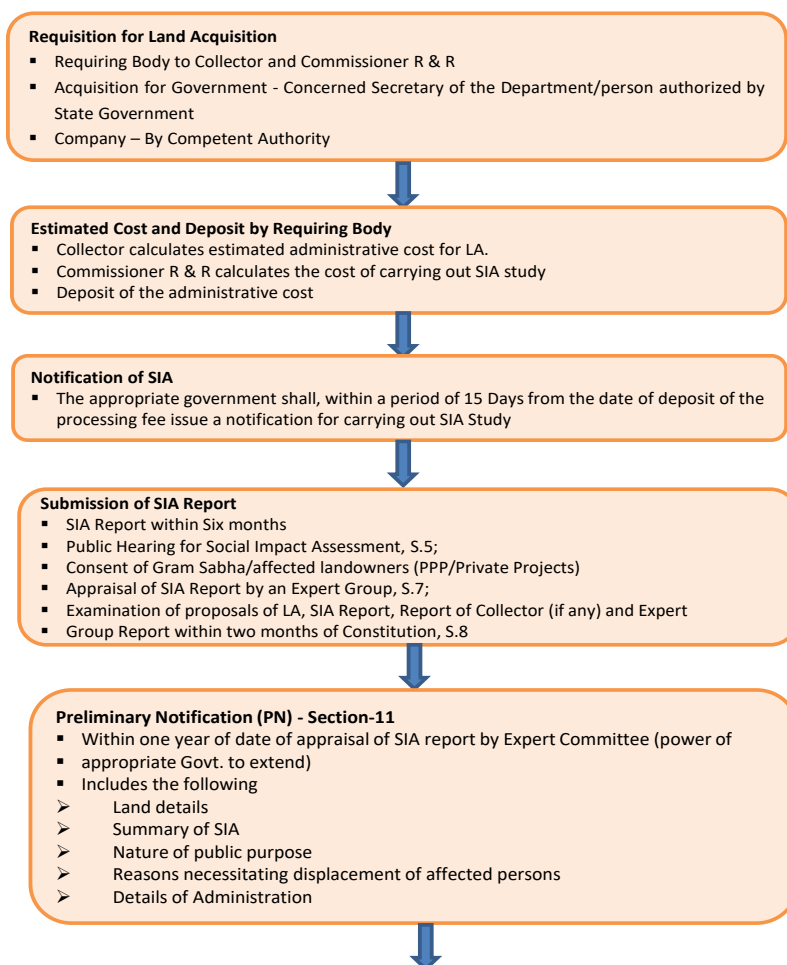 Requisition for Land Acquisition
▪ Requiring Body to Collector and Commissioner R & R
▪ Acquisition for Government - Concerned Secretary of the Department/person authorized by
State Government
▪ Company – By Competent Authority
Estimated Cost and Deposit by Requiring Body
▪ Collector calculates estimated administrative cost for LA.
▪ Commissioner R & R calculates the cost of carrying out SIA study
▪ Deposit of the administrative cost
Notification of SIA
▪ The appropriate government shall, within a period of 15 Days from the date of deposit of the
processing fee issue a notification for carrying out SIA Study
Submission of SIA Report
▪ SIA Report within Six months
▪ Public Hearing for Social Impact Assessment, S.5;
▪ Consent of Gram Sabha/affected landowners (PPP/Private Projects)
▪ Appraisal of SIA Report by an Expert Group, S.7;
▪ Examination of proposals of LA, SIA Report, Report of Collector (if any) and Expert
▪ Group Report within two months of Constitution, S.8
Preliminary Notification (PN) - Section-11
▪ Within one year of date of appraisal of SIA report by Expert Committee (power of
▪ appropriate Govt. to extend)
▪ Includes the following
➢ Land details
➢ Summary of SIA
➢ Nature of public purpose
➢ Reasons necessitating displacement of affected persons
➢ Details of Administration